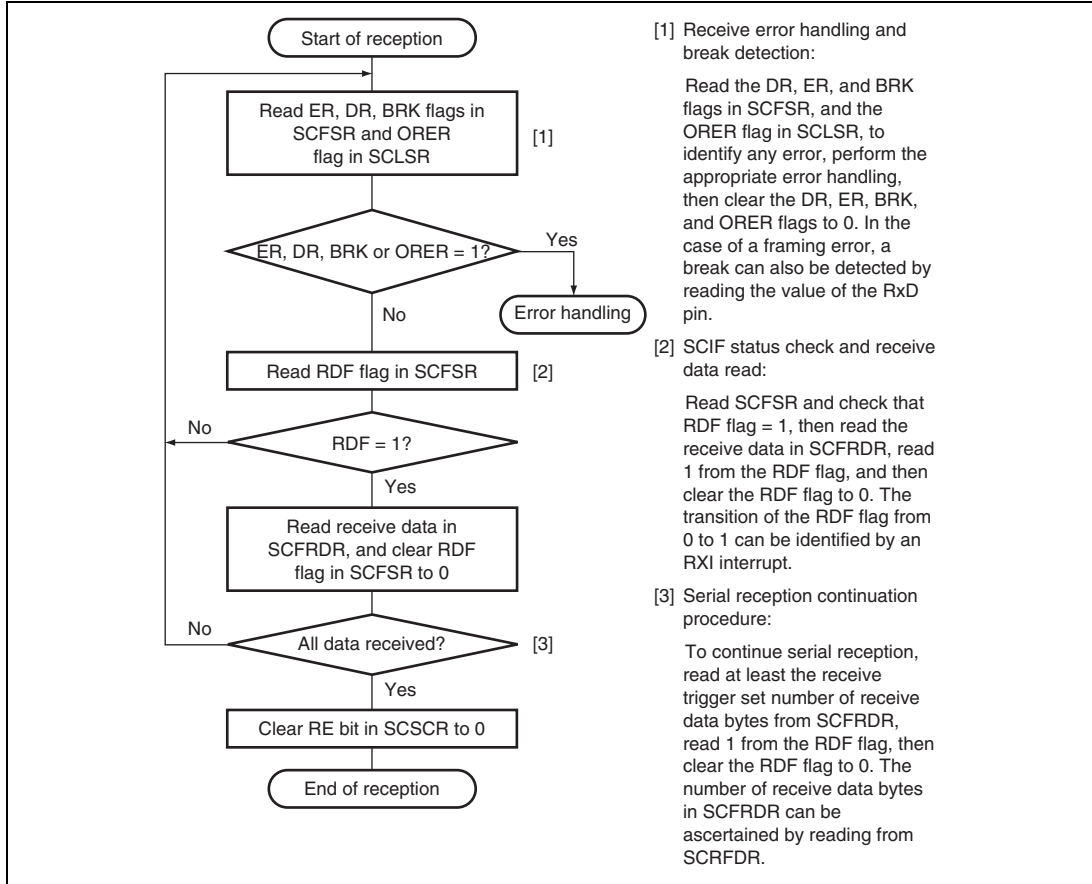 Start of reception
Read ER, DR, BRK flags in
SCFSR and ORER
flag in SCLSR
[1]
ER, DR, BRK or ORER = 1?
Yes
Error handling
No
Read RDF flag in SCFSR
[2]
No
RDF = 1?
Yes
Read receive data in
SCFRDR, and clear RDF
flag in SCFSR to 0
No
All data received?
[3]
Yes
Clear RE bit in SCSCR to 0
End of reception
[1] Receive error handling and
break detection:
Read the DR, ER, and BRK
flags in SCFSR, and the
ORER flag in SCLSR, to
identify any error, perform the
appropriate error handling,
then clear the DR, ER, BRK,
and ORER flags to 0. In the
case of a framing error, a
break can also be detected by
reading the value of the RxD
pin.
[2] SCIF status check and receive
data read:
Read SCFSR and check that
RDF flag = 1, then read the
receive data in SCFRDR, read
1 from the RDF flag, and then
clear the RDF flag to 0. The
transition of the RDF flag from
0 to 1 can be identified by an
RXI interrupt.
[3] Serial reception continuation
procedure:
To continue serial reception,
read at least the receive
trigger set number of receive
data bytes from SCFRDR,
read 1 from the RDF flag, then
clear the RDF flag to 0. The
number of receive data bytes
in SCFRDR can be
ascertained by reading from
SCRFDR.